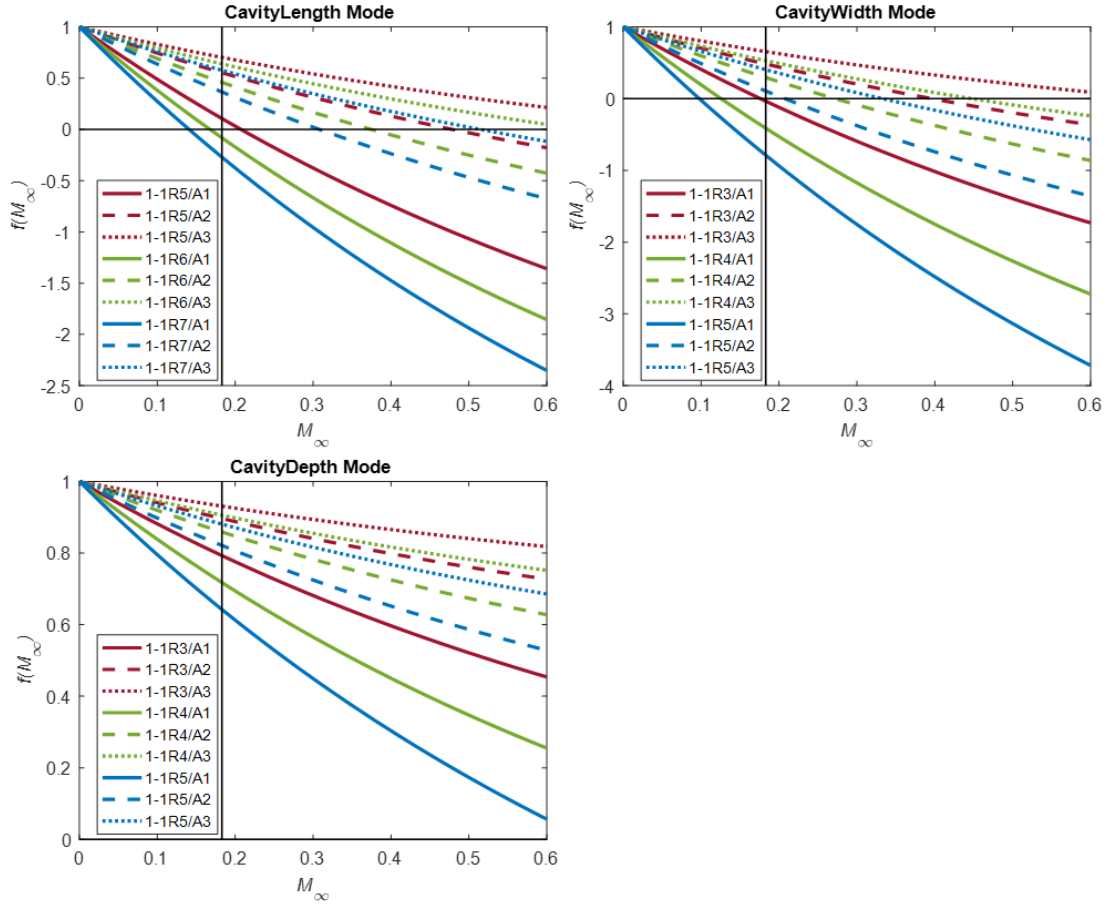 CavityLength Mode
1
0.5
0
-0.5
-1
-1.5
-2
-2.5
f(M∞)
1-1R5/A1
1-1R5/A2
1-1R5/A3
1-1R6/A1
1-1R6/A2
1-1R6/A3
1-1R7/A1
1-1R7/A2
1-1R7/A3
0 0.1 0.2 0.3 0.4 0.5 0.6
M∞
CavityWidth Mode
1
0
-1
-2
-3
-4
f(M∞)
1-1R3/A1
1-1R3/A2
1-1R3/A3
1-1R4/A1
1-1R4/A2
1-1R4/A3
1-1R5/A1
1-1R5/A2
1-1R5/A3
0 0.1 0.2 0.3 0.4 0.5 0.6
M∞
CavityDepth Mode
1
0.8
0.6
0.4
0.2
0
f(M∞)
1-1R3/A1
1-1R3/A2
1-1R3/A3
1-1R4/A1
1-1R4/A2
1-1R4/A3
1-1R5/A1
1-1R5/A2
1-1R5/A3
0 0.1 0.2 0.3 0.4 0.5 0.6
M∞